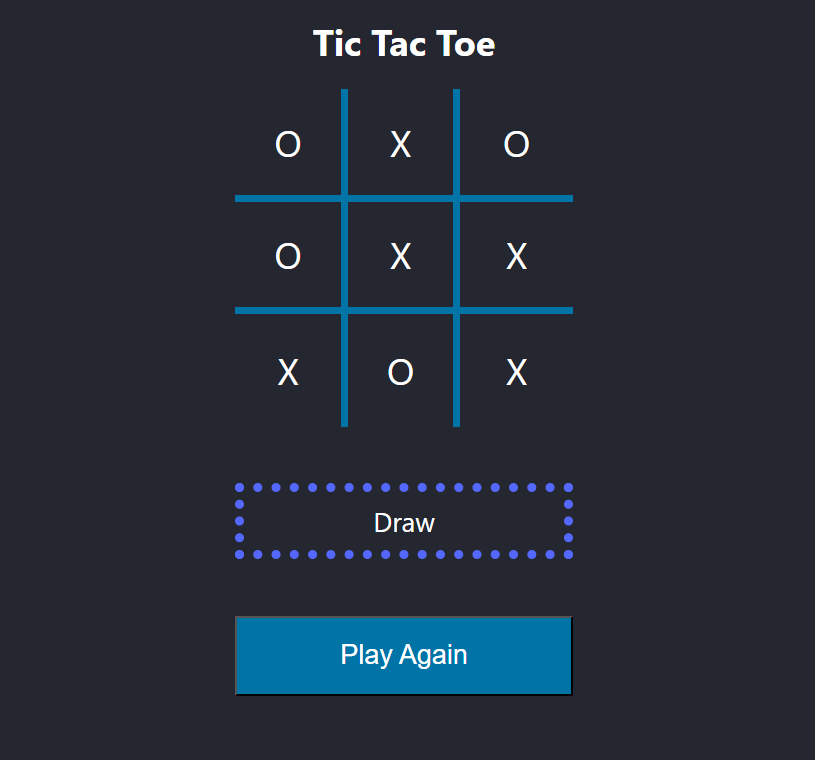 Tic Tac Toe
O X O
O X X
X O X
Draw
Play Again